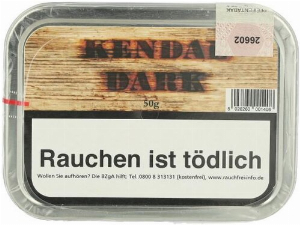 26602
KENDAL
DARK
50g
Rauchen ist tödlich
Wollen Sie aufhören? Die BZgA hilft: Tel. 0800 8 313131 (kostenfrei), www.rauchfrei-info.de